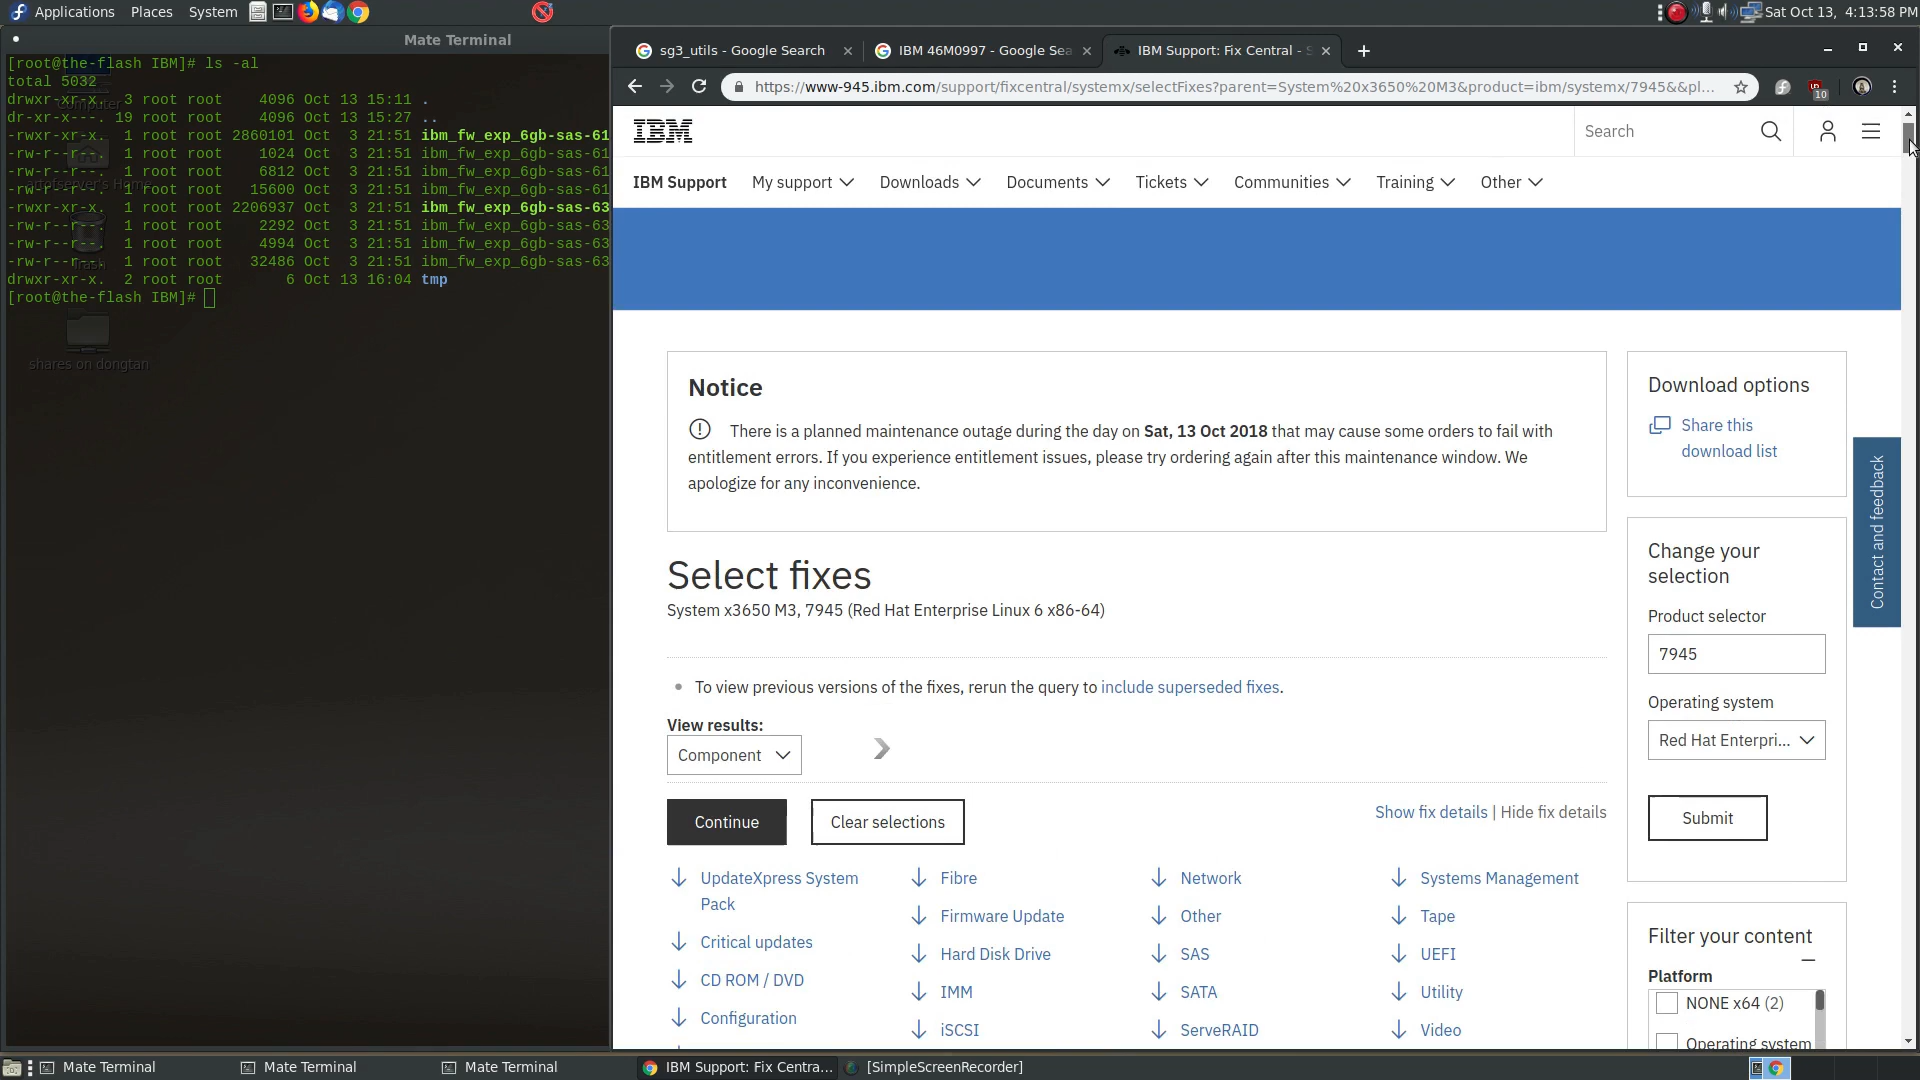 Applications Places System
Sat Oct 13, 4:13:58 PM
Mate Terminal
[root@the-flash IBM]# ls -al
total 5032
drwxr-xr-x. 3 root root 4096 Oct 13 15:11 .
dr-xr-x---. 19 root root 4096 Oct 13 15:27 ..
-rwxr-xr-x. 1 root root 2860101 Oct 3 21:51 ibm_fw_exp_6gb-sas-61
-rw-r--r--. 1 root root 1024 Oct 3 21:51 ibm_fw_exp_6gb-sas-61
-rw-r--r--. 1 root root 6812 Oct 3 21:51 ibm_fw_exp_6gb-sas-61
-rw-r--r--. 1 root root 15600 Oct 3 21:51 ibm_fw_exp_6gb-sas-61
-rwxr-xr-x. 1 root root 2206937 Oct 3 21:51 ibm_fw_exp_6gb-sas-63
-rw-r--r--. 1 root root 2292 Oct 3 21:51 ibm_fw_exp_6gb-sas-63
-rw-r--r--. 1 root root 4994 Oct 3 21:51 ibm_fw_exp_6gb-sas-63
-rw-r--r--. 1 root root 32486 Oct 3 21:51 ibm_fw_exp_6gb-sas-63
drwxr-xr-x. 2 root root 6 Oct 13 16:04 tmp
[root@the-flash IBM]#
Computer
Home
Trash
shares on dongtan
sg3_utils - Google Search
IBM 46M0997 - Google Sea
IBM Support: Fix Central - S
https://www-945.ibm.com/support/fixcentral/systemx/selectFixes?parent=System%20x3650%20M3&product=ibm/systemx/7945&&pl...
10
IBM
Search
IBM Support My support Downloads Documents Tickets Communities Training Other
Notice
There is a planned maintenance outage during the day on Sat, 13 Oct 2018 that may cause some orders to fail with
entitlement errors. If you experience entitlement issues, please try ordering again after this maintenance window. We
apologize for any inconvenience.
Select fixes
System x3650 M3, 7945 (Red Hat Enterprise Linux 6 x86-64)
To view previous versions of the fixes, rerun the query to include superseded fixes.
View results:
Component
Continue
Clear selections
Show fix details | Hide fix details
UpdateXpress System
Pack
Critical updates
CD ROM / DVD
Configuration
Fibre
Firmware Update
Hard Disk Drive
IMM
iSCSI
Network
Other
SAS
SATA
ServeRAID
Systems Management
Tape
UEFI
Utility
Video
Download options
Share this
download list
Change your
selection
Product selector
7945
Operating system
Red Hat Enterpri...
Submit
Filter your content
Platform
NONE x64 (2)
Operating system
Contact and feedback
Mate Terminal
Mate Terminal
Mate Terminal
IBM Support: Fix Centra...
[SimpleScreenRecorder]